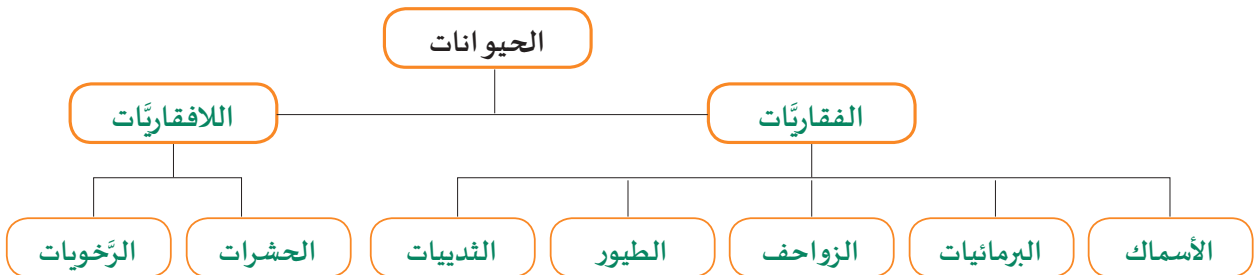 الحيوانات
الفقاريَّات
اللافقاريَّات
الأسماك
البرمائيات
الزواحف
الطيور
الثدييات
الحشرات
الرَّخويات